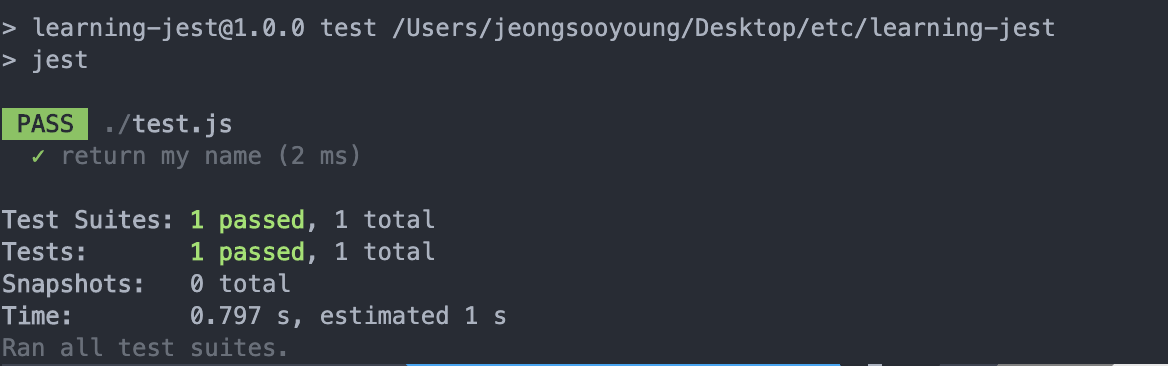 > learning-jest@1.0.0 test /Users/jeongsooyoung/Desktop/etc/learning-jest
> jest
PASS ./test.js
✓ return my name (2 ms)
Test Suites: 1 passed, 1 total
Tests: 1 passed, 1 total
Snapshots: 0 total
Time: 0.797 s, estimated 1 s
Ran all test suites.